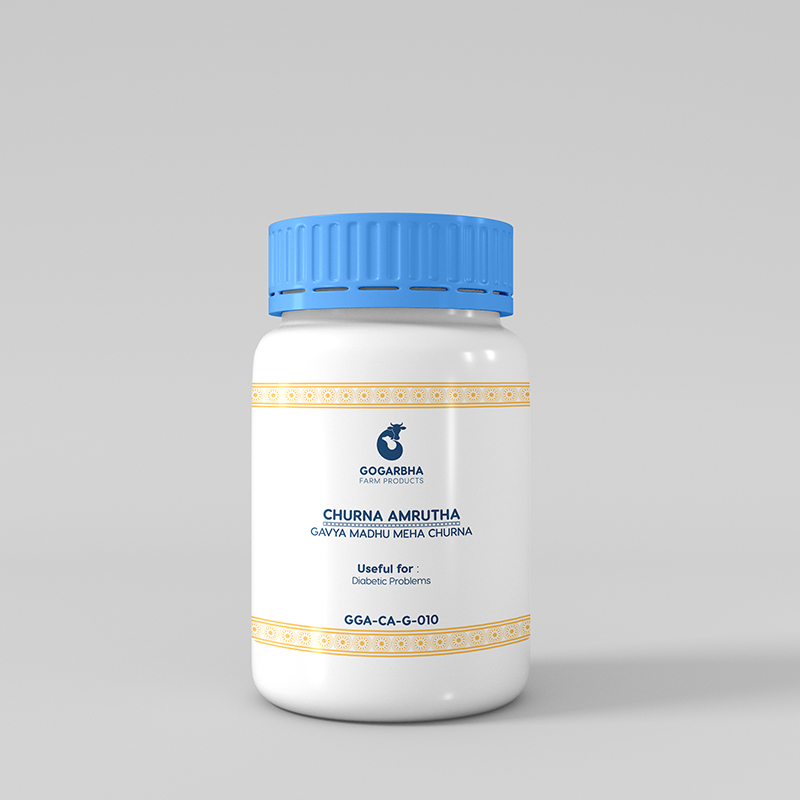 GOGARBHA
FARM PRODUCTS
CHURNA AMRUTHA
GAVYA MADHU MEHA CHURNA
Useful for :
Diabetic Problems
GGA-CA-G-010